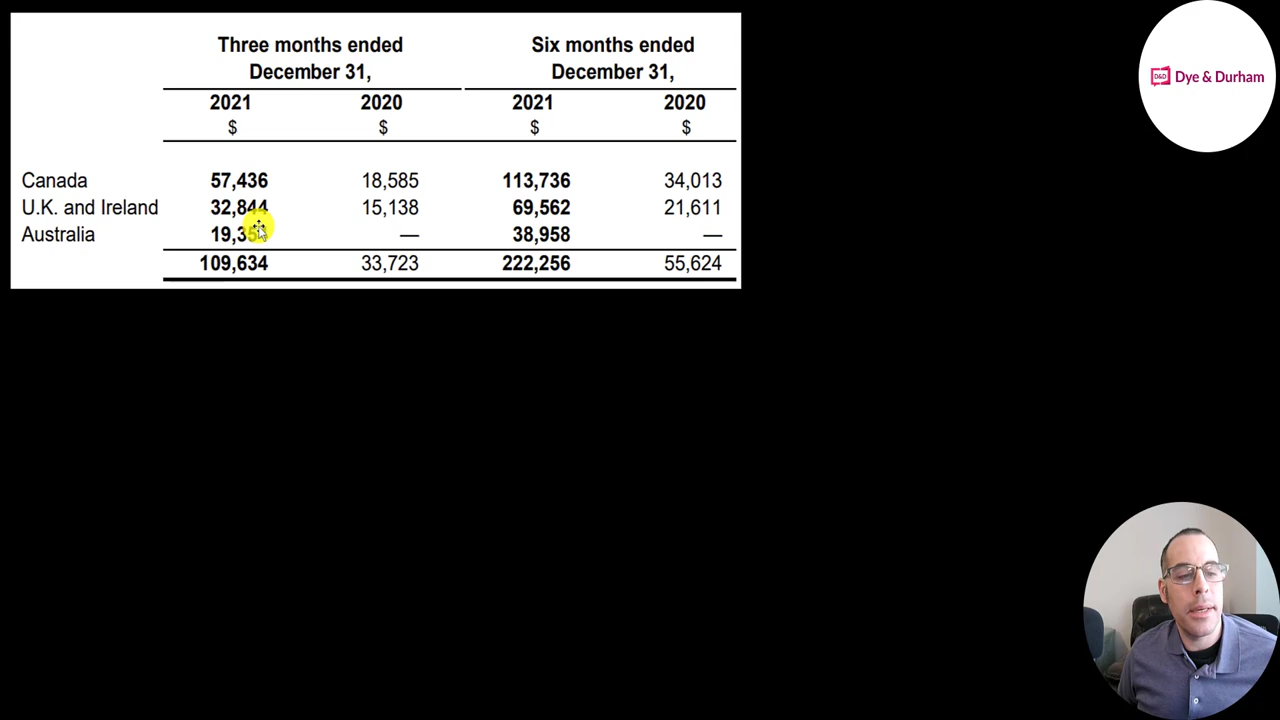 Three months ended Six months ended
December 31, December 31,
2021 2020 2021 2020
$ $ $ $
Canada 57,436 18,585 113,736 34,013
U.K. and Ireland 32,844 15,138 69,562 21,611
Australia — 38,958 —
109,634 33,723 222,256 55,624
D&D Dye & Durham